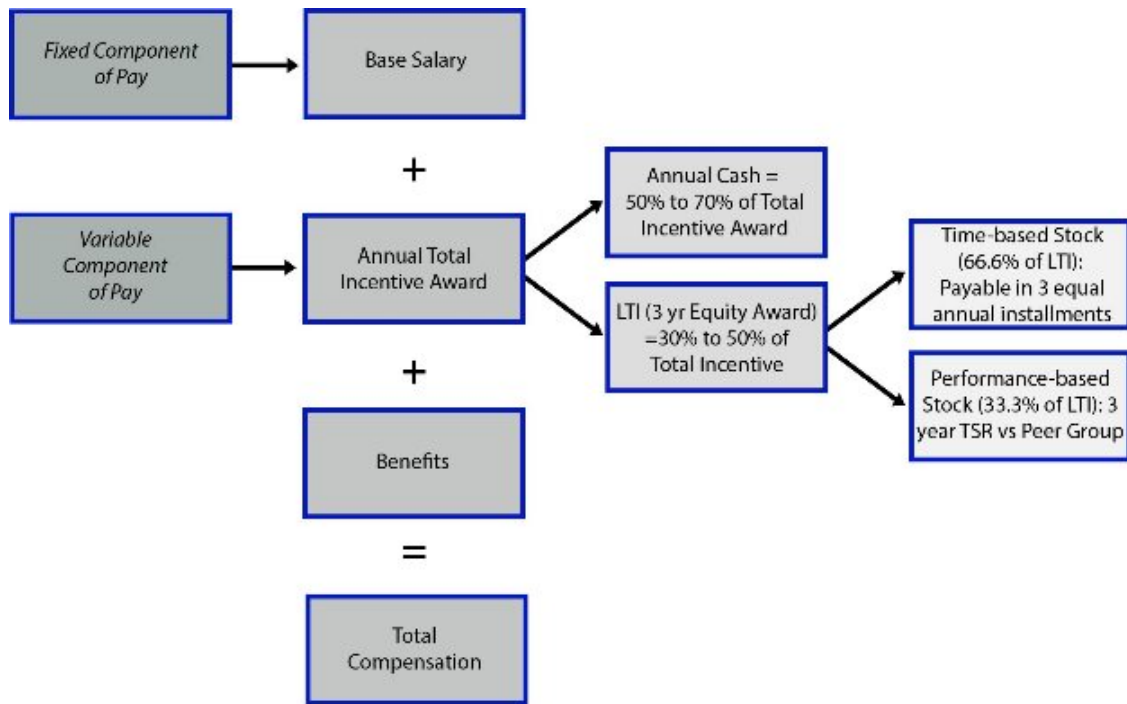 Fixed Component
of Pay
Base Salary
+
Annual Cash =
50% to 70% of Total
Incentive Award
Variable
Component
of Pay
Annual Total
Incentive Award
Time-based Stock
(66.6% of LTI):
Payable in 3 equal
annual installments
LTI (3 yr Equity Award)
=30% to 50% of
Total Incentive
Performance-based
Stock (33.3% of LTI): 3
year TSR vs Peer Group
+
Benefits
=
Total
Compensation